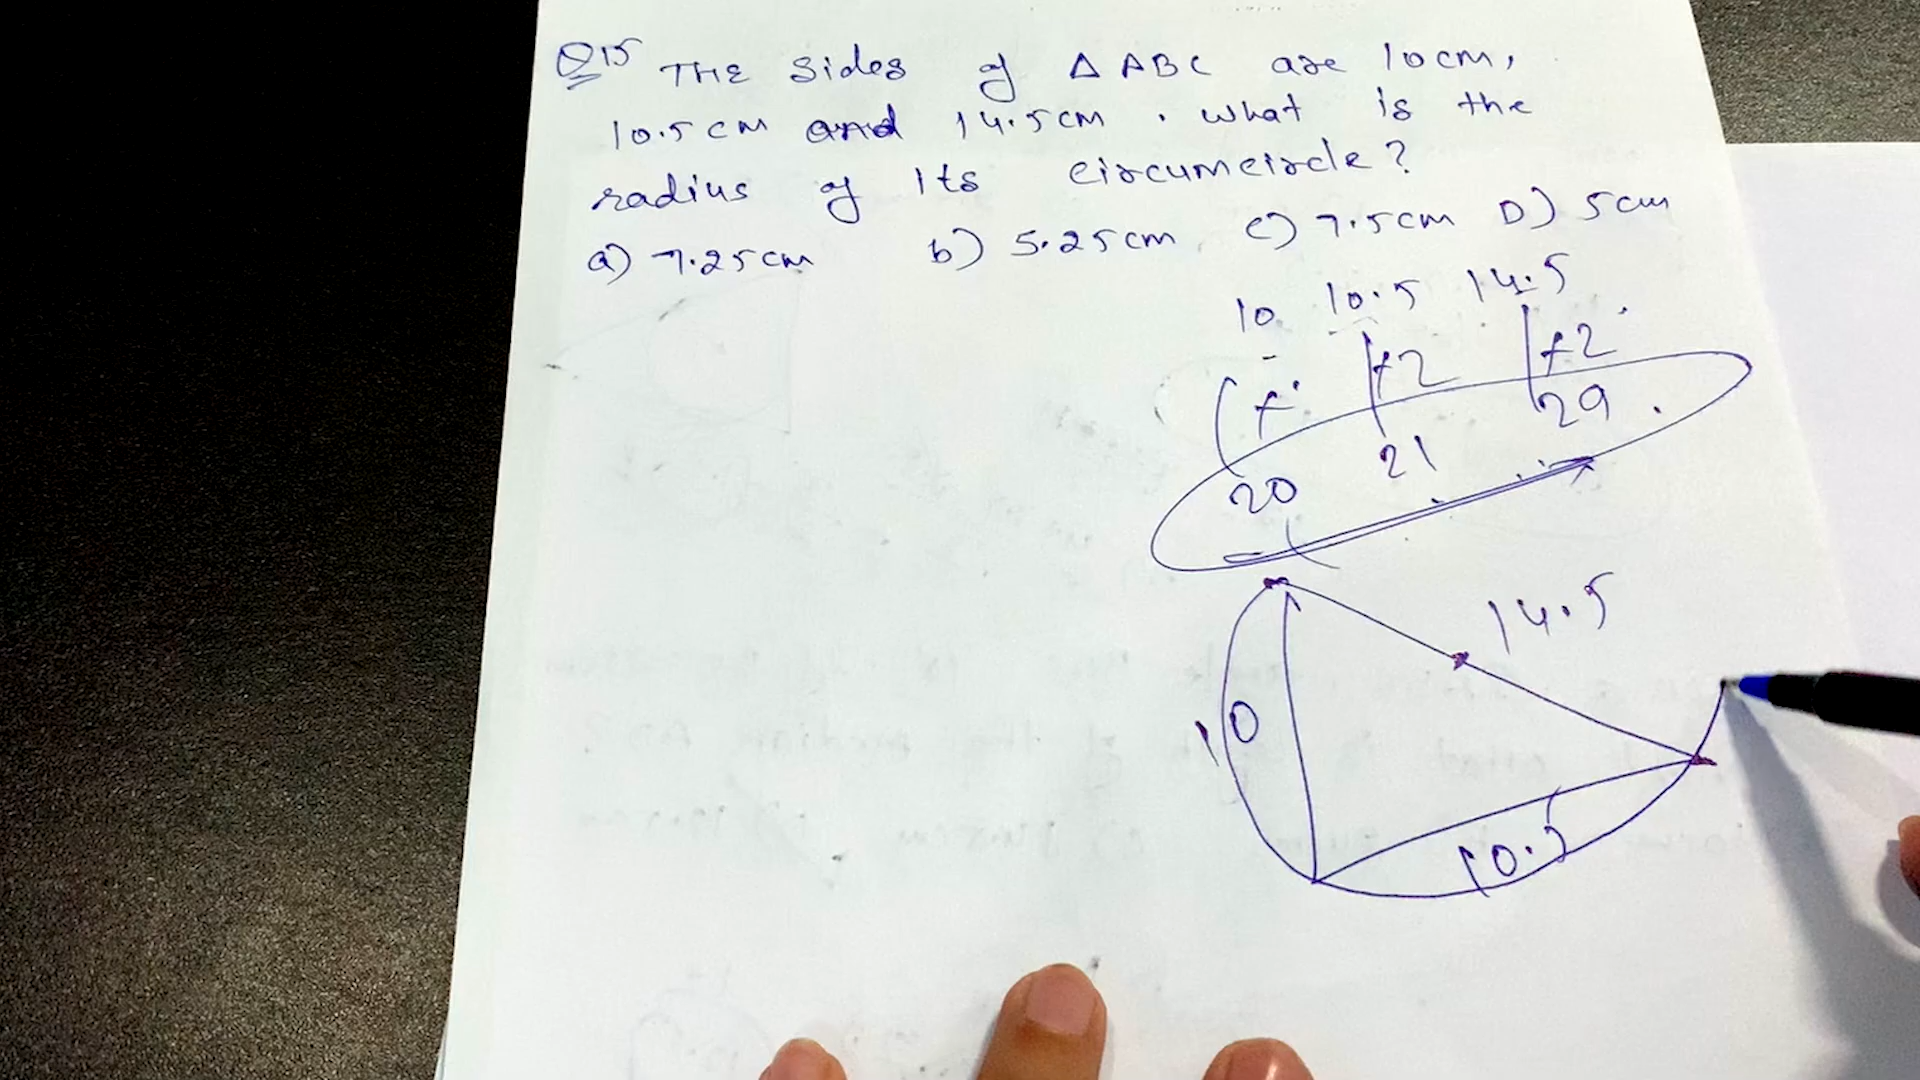 Q15 THE sides of △ ABC are 10cm,
10.5cm and 14.5cm. what is the
radius of Its circumcircle?
a) 7.25cm b) 5.25cm c) 7.5cm D) 5cm
10 10.5 14.5
×2 ×2
20 21 29
14.5
10
10.5